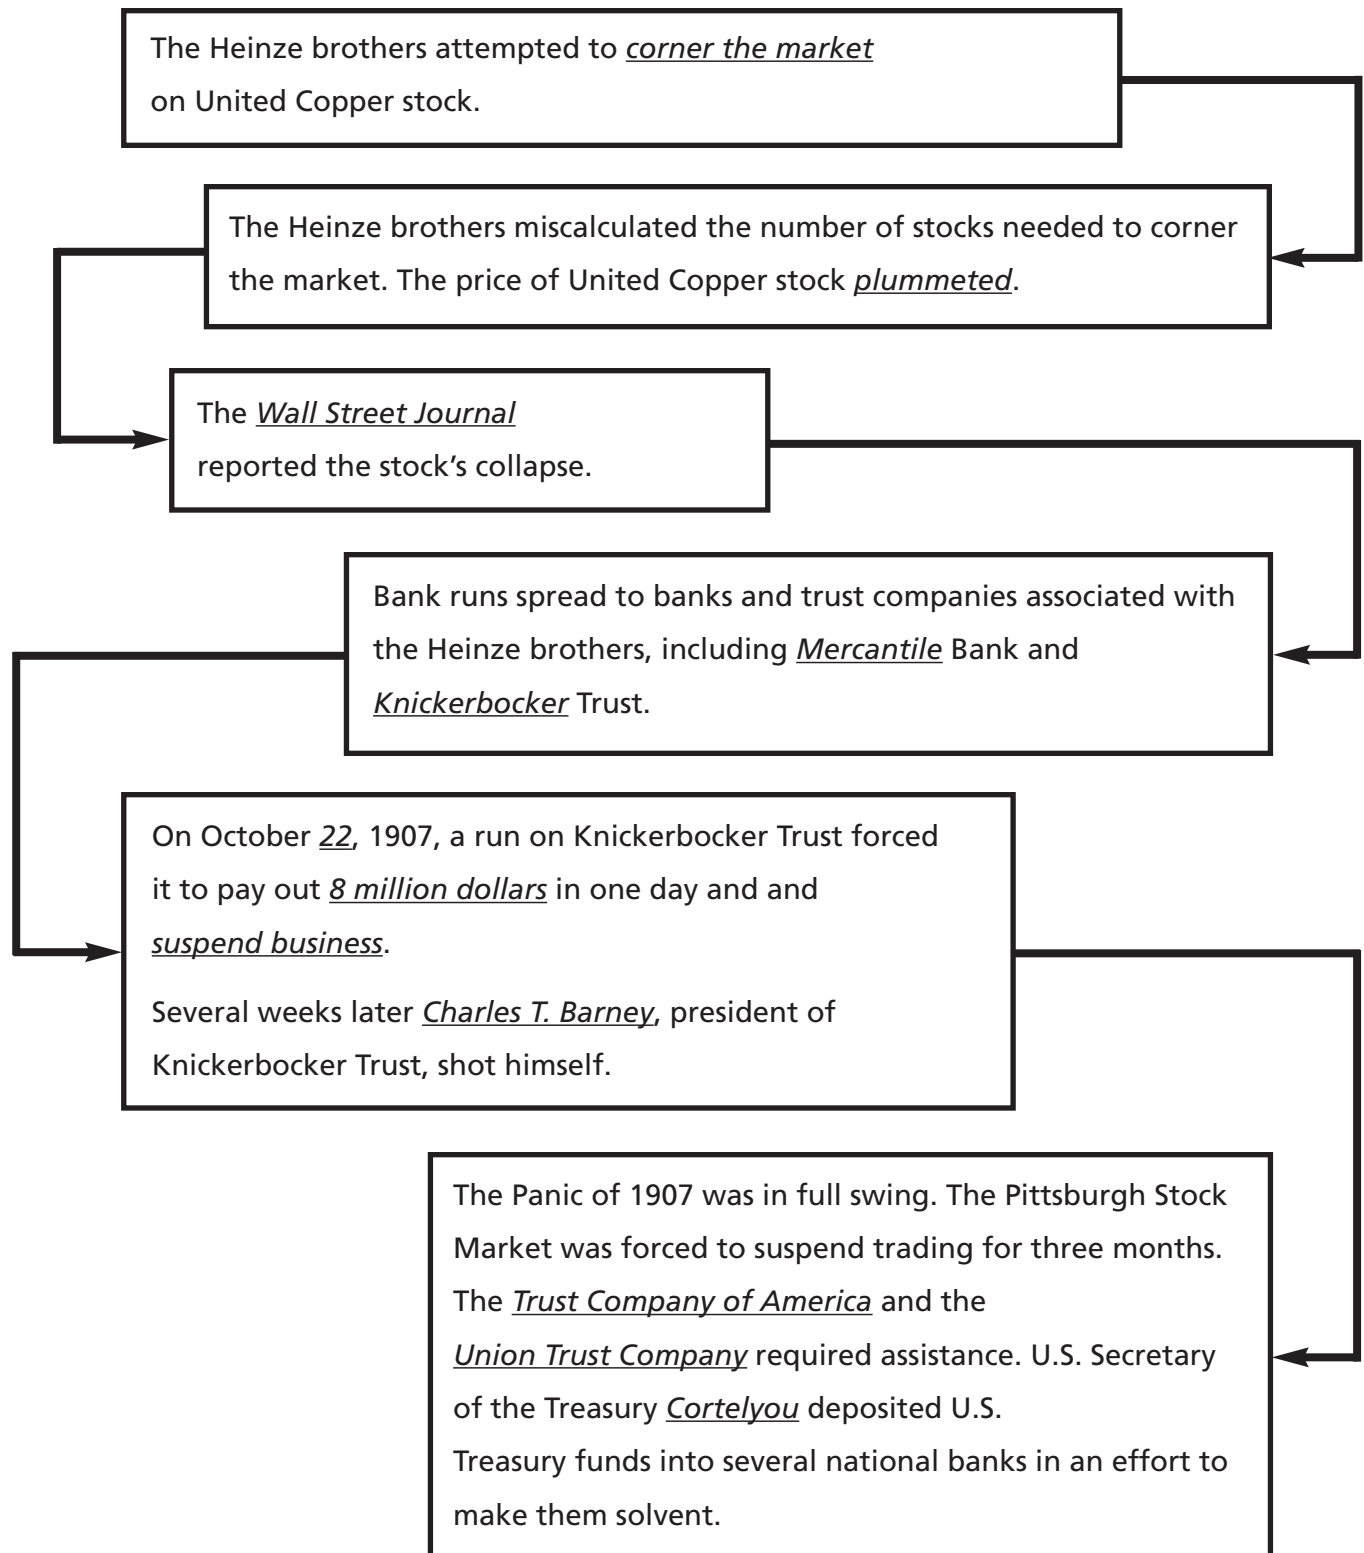 The Heinze brothers attempted to corner the market
on United Copper stock.
The Heinze brothers miscalculated the number of stocks needed to corner
the market. The price of United Copper stock plummeted.
The Wall Street Journal
reported the stock’s collapse.
Bank runs spread to banks and trust companies associated with
the Heinze brothers, including Mercantile Bank and
Knickerbocker Trust.
On October 22, 1907, a run on Knickerbocker Trust forced
it to pay out 8 million dollars in one day and and
suspend business.
Several weeks later Charles T. Barney, president of
Knickerbocker Trust, shot himself.
The Panic of 1907 was in full swing. The Pittsburgh Stock
Market was forced to suspend trading for three months.
The Trust Company of America and the
Union Trust Company required assistance. U.S. Secretary
of the Treasury Cortelyou deposited U.S.
Treasury funds into several national banks in an effort to
make them solvent.